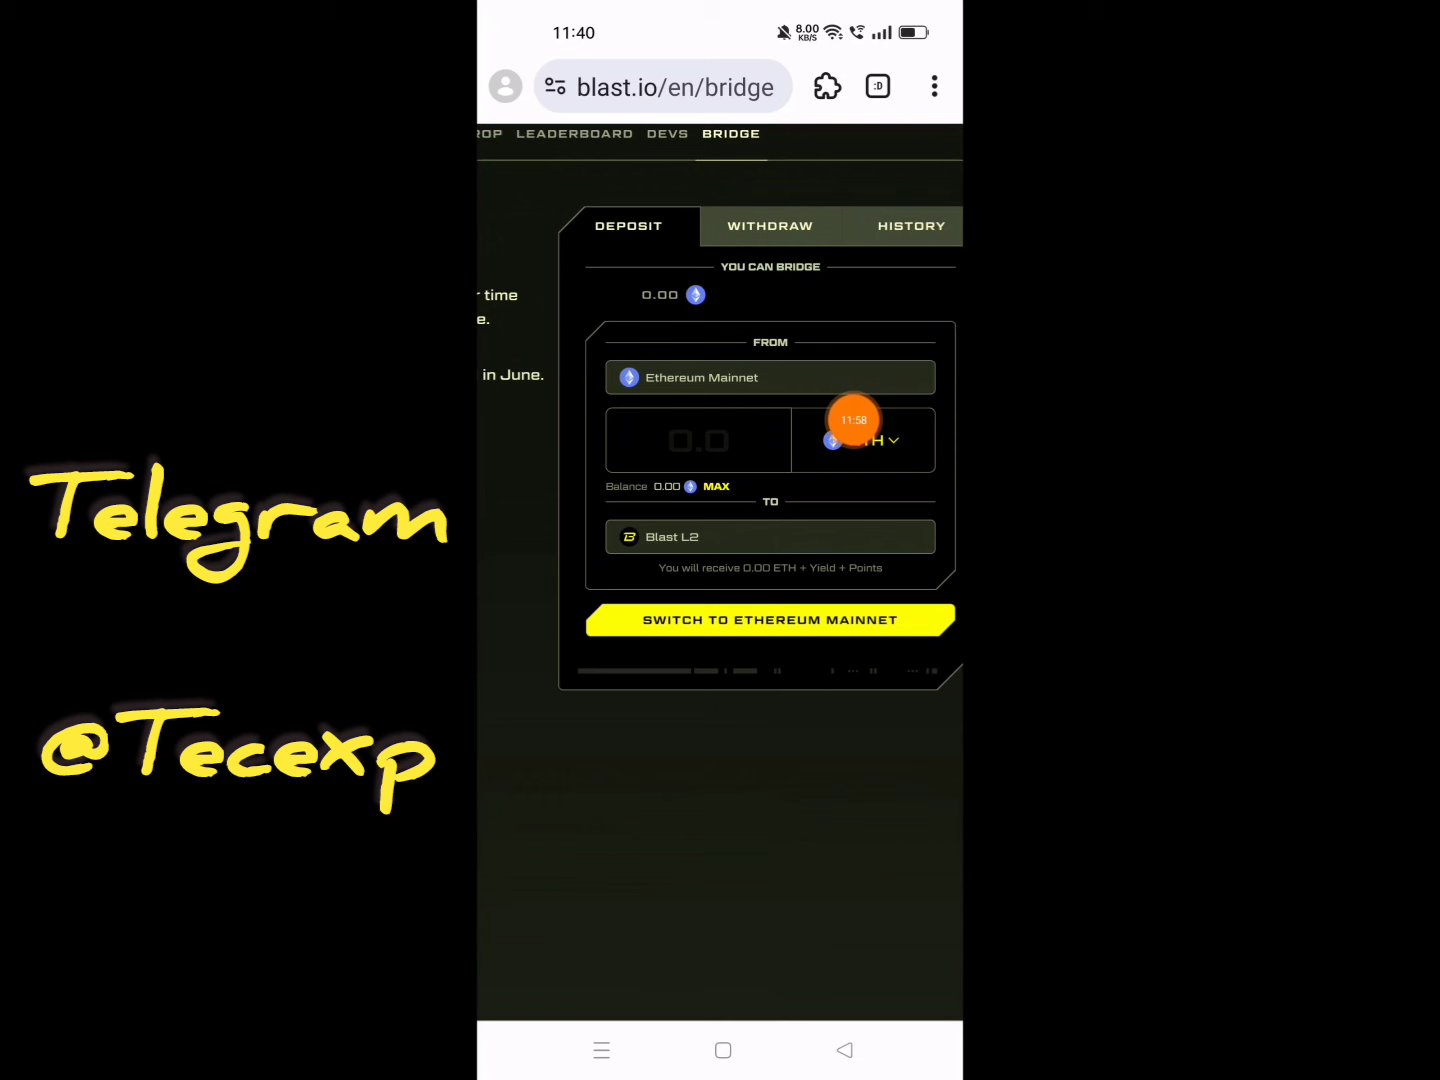 11:40
8.00
KB/S
blast.io/en/bridge
:D
ROP LEADERBOARD DEVS BRIDGE
DEPOSIT WITHDRAW HISTORY
YOU CAN BRIDGE
r time
0.00
e.
FROM
in June.
Ethereum Mainnet
11:58
0.0
TH
Balance 0.00 MAX
TO
Blast L2
You will receive 0.00 ETH + Yield + Points
SWITCH TO ETHEREUM MAINNET
Telegram
@Tecexp